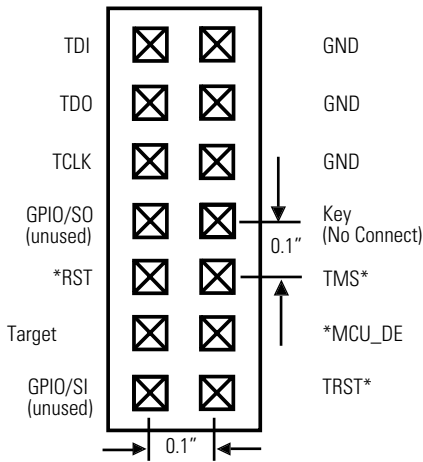 TDI GND
TDO GND
TCLK GND
GPIO/SO
(unused)
Key
(No Connect)
0.1"
*RST TMS*
Target *MCU_DE
GPIO/SI
(unused)
TRST*
0.1"